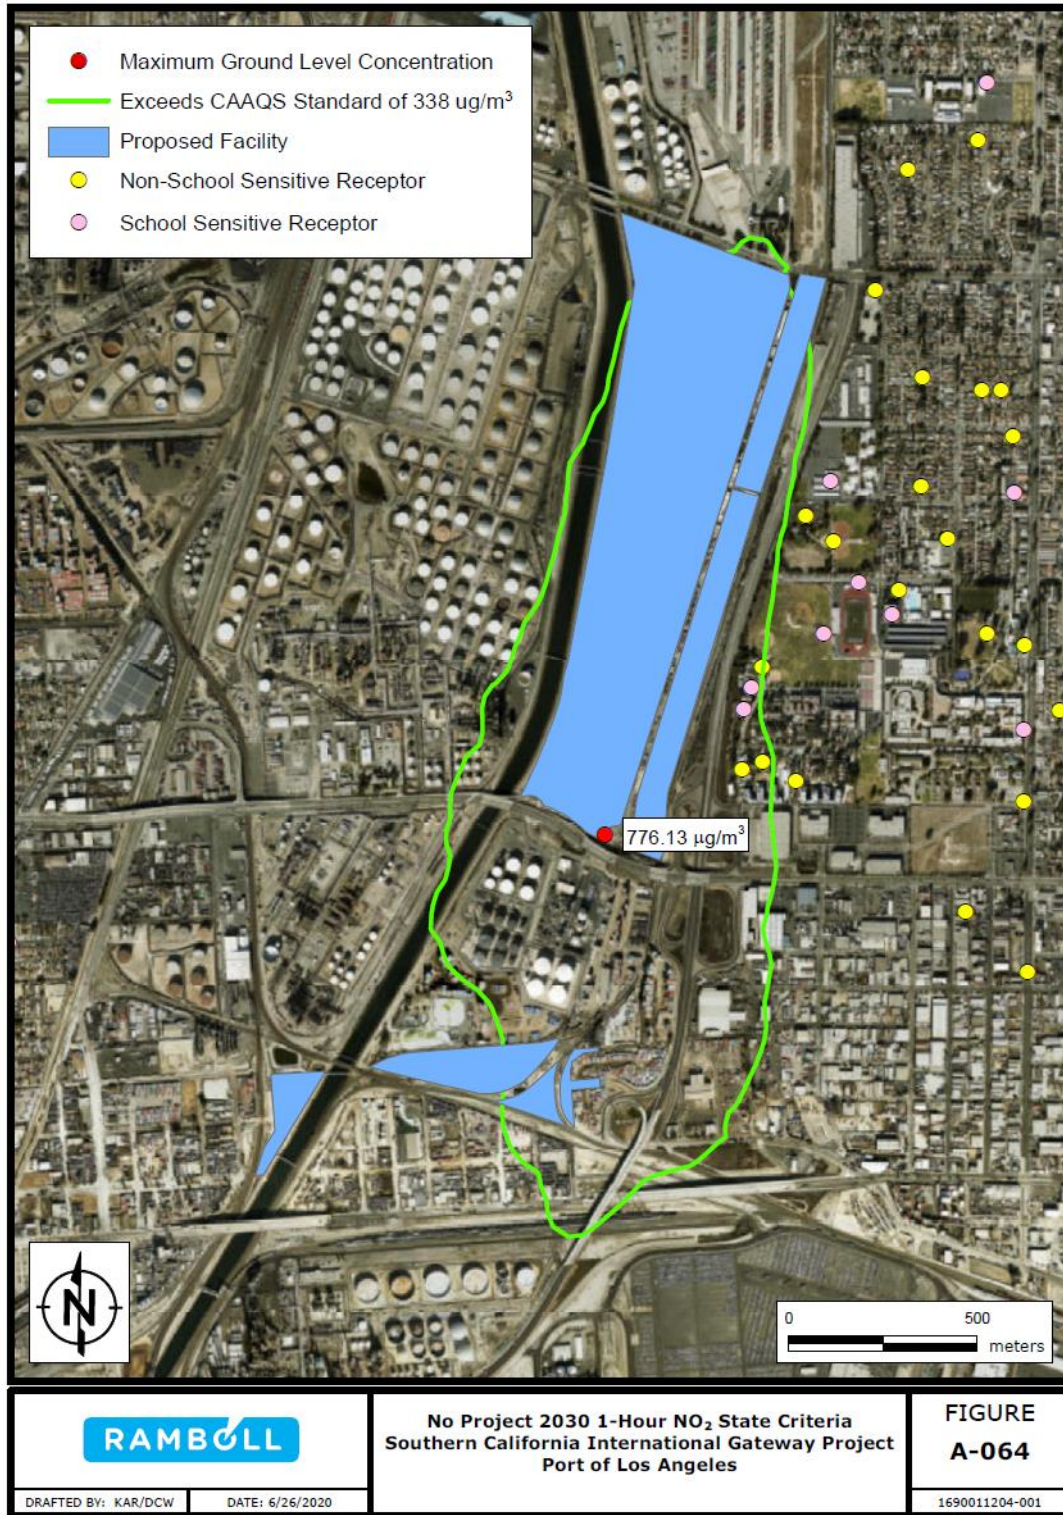 Maximum Ground Level Concentration
Exceeds CAAQS Standard of 338 ug/m³
Proposed Facility
Non-School Sensitive Receptor
School Sensitive Receptor
776.13 µg/m³
N
0 500
meters
RAMBOLL
DRAFTED BY: KAR/DCW DATE: 6/26/2020
No Project 2030 1-Hour NO₂ State Criteria
Southern California International Gateway Project
Port of Los Angeles
FIGURE
A-064
1690011204-001